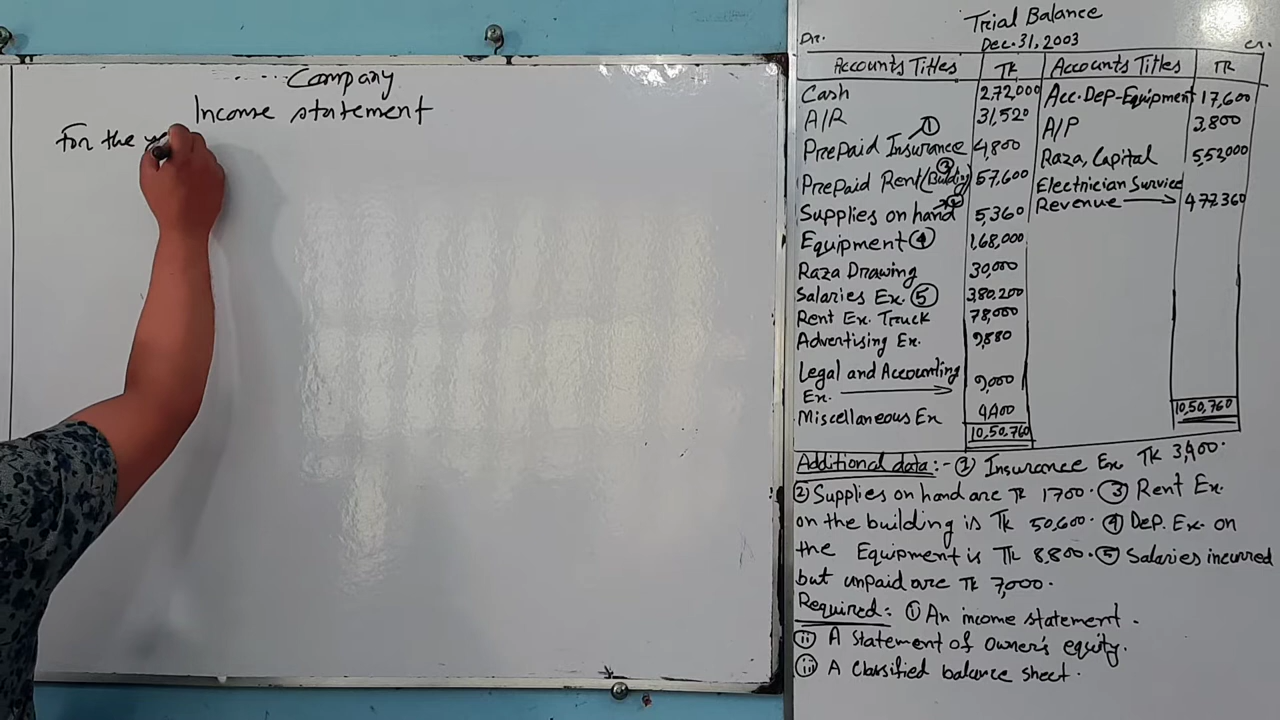 .... Company
Income statement
For the
Trial Balance
Dec. 31, 2003
Dr. Cr.
Accounts Titles TK Accounts Titles TK
Cash 2,72,000 Acc. Dep-Equipment 17,600
A/R 31,520 A/P 3,800
PrePaid Insurance ① 4,800 Raza, Capital 5,52,000
PrePaid Rent (Building) ③ 57,600 Electrician Survice
Supplies on hand ② 5,360 Revenue → 477,360
Equipment ④ 1,68,000
Raza Drawing 30,000
Salaries Ex. ⑤ 3,80,200
Rent Ex. Truck 78,000
Advertising Ex. 9,880
Legal and Accounting
Ex. → 9,000
Miscellaneous Ex 4,400
10,50,760 10,50,760
Additional data :- ① Insurance Ex. TK 3,400.
② Supplies on hand are TK 1700. ③ Rent Ex.
on the building is TK 50,600. ④ Dep. Ex. on
the Equipment is TK 8,800. ⑤ Salaries incurred
but unpaid are TK 7,000.
Required: ① An income statement.
ⅱ A Statement of Owner's equity.
ⅲ A Classified balance sheet.